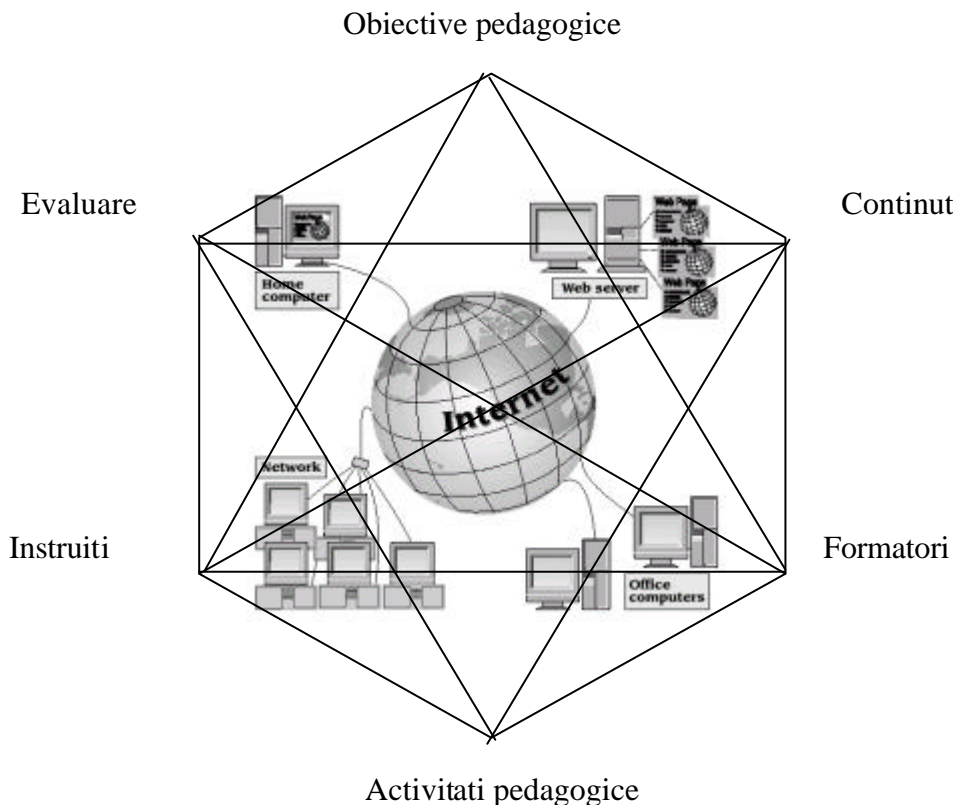 Obiective pedagogice
Evaluare
Continut
Web Page
Web Page
Web Page
Home
computer
Web server
Internet
Network
Instruiti
Formatori
Office
computers
Activitati pedagogice